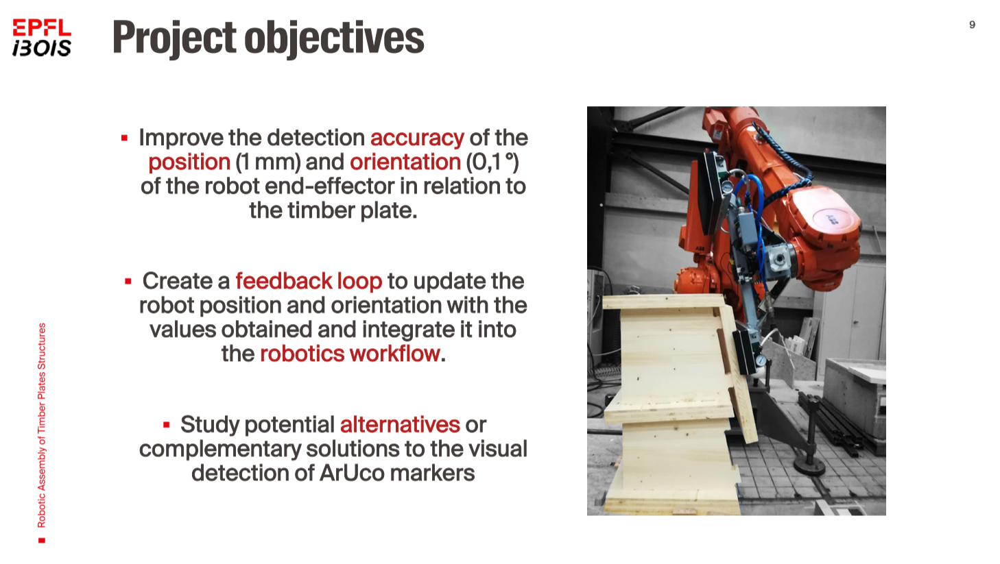 EPFL
iBOIS
Project objectives
9
▪ Improve the detection accuracy of the
position (1 mm) and orientation (0,1 °)
of the robot end-effector in relation to
the timber plate.
▪ Create a feedback loop to update the
robot position and orientation with the
values obtained and integrate it into
the robotics workflow.
▪ Study potential alternatives or
complementary solutions to the visual
detection of ArUco markers
ABB
ABB
Robotic Assembly of Timber Plates Structures